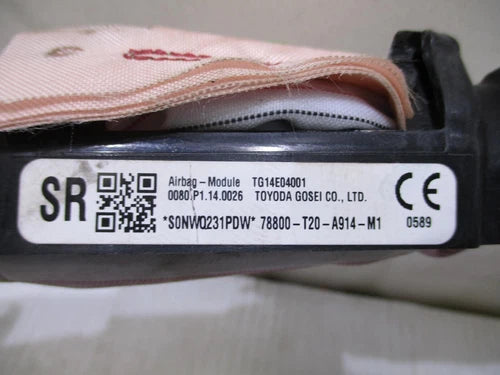 SR
Airbag-Module TG14E04001
0080.P1.14.0026 TOYODA GOSEI CO., LTD.
*S0NWQ231PDW* 78800-T20-A914-M1
CE
0589